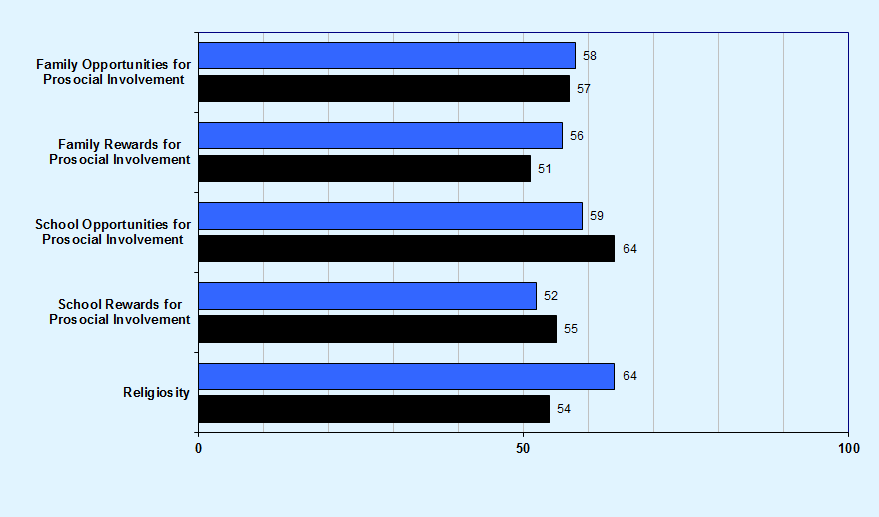 Family Opportunities for
Prosocial Involvement
58
57
Family Rewards for
Prosocial Involvement
56
51
School Opportunities for
Prosocial Involvement
59
64
School Rewards for
Prosocial Involvement
52
55
Religiosity
64
54
0
50
100